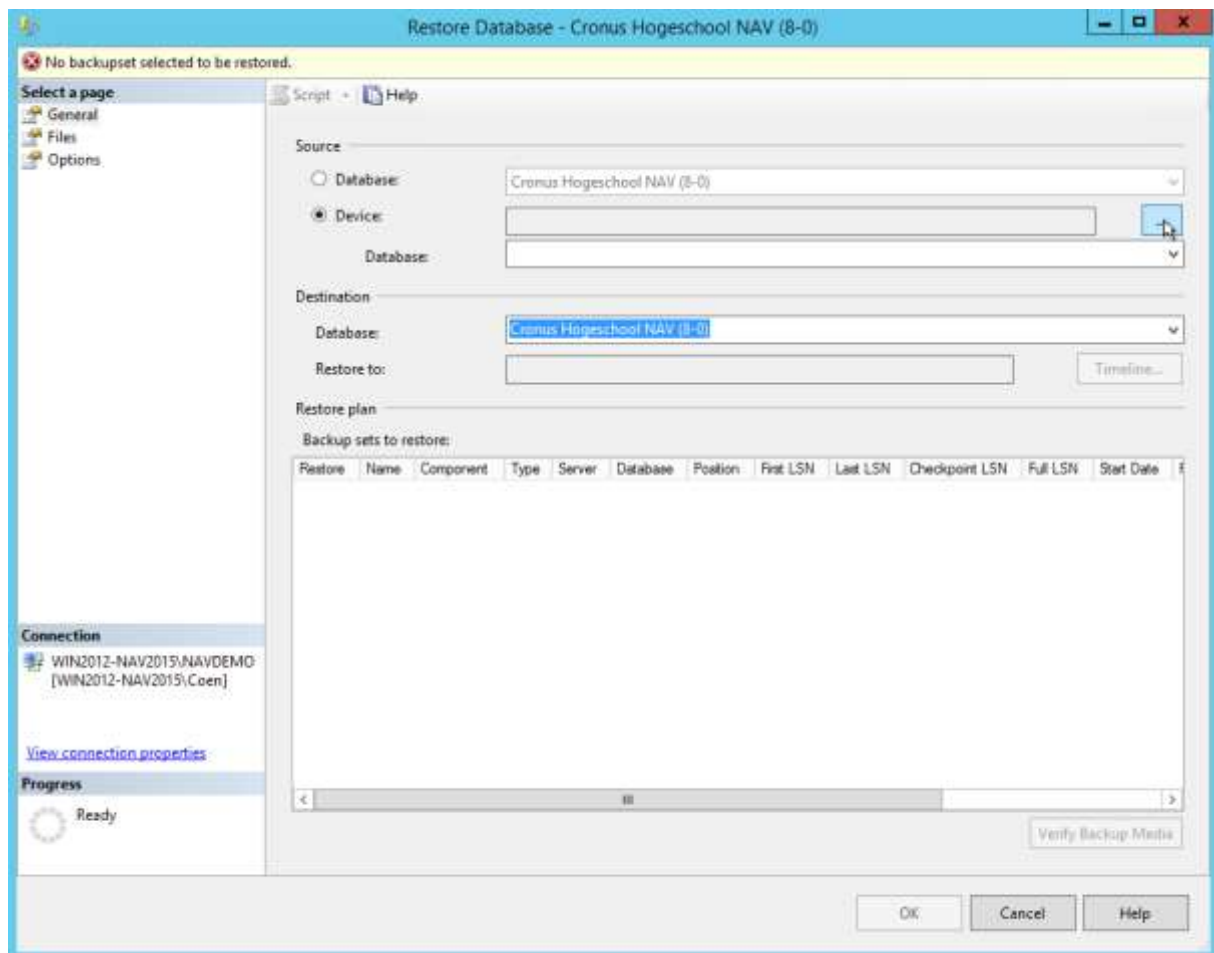 Restore Database - Cronus Hogeschool NAV (8-0)
No backupset selected to be restored.
Select a page
General
Files
Options
Script
Help
Source
Database:
Cronus Hogeschool NAV (8-0)
Device:
Database:
Destination
Database:
Cronus Hogeschool NAV (8-0)
Restore to:
Timeline...
Restore plan
Backup sets to restore:
Restore Name Component Type Server Database Position First LSN Last LSN Checkpoint LSN Full LSN Start Date
Connection
WIN2012-NAV2015\NAVDEMO
[WIN2012-NAV2015\Coen]
View connection properties
Progress
Ready
Verify Backup Media
OK
Cancel
Help